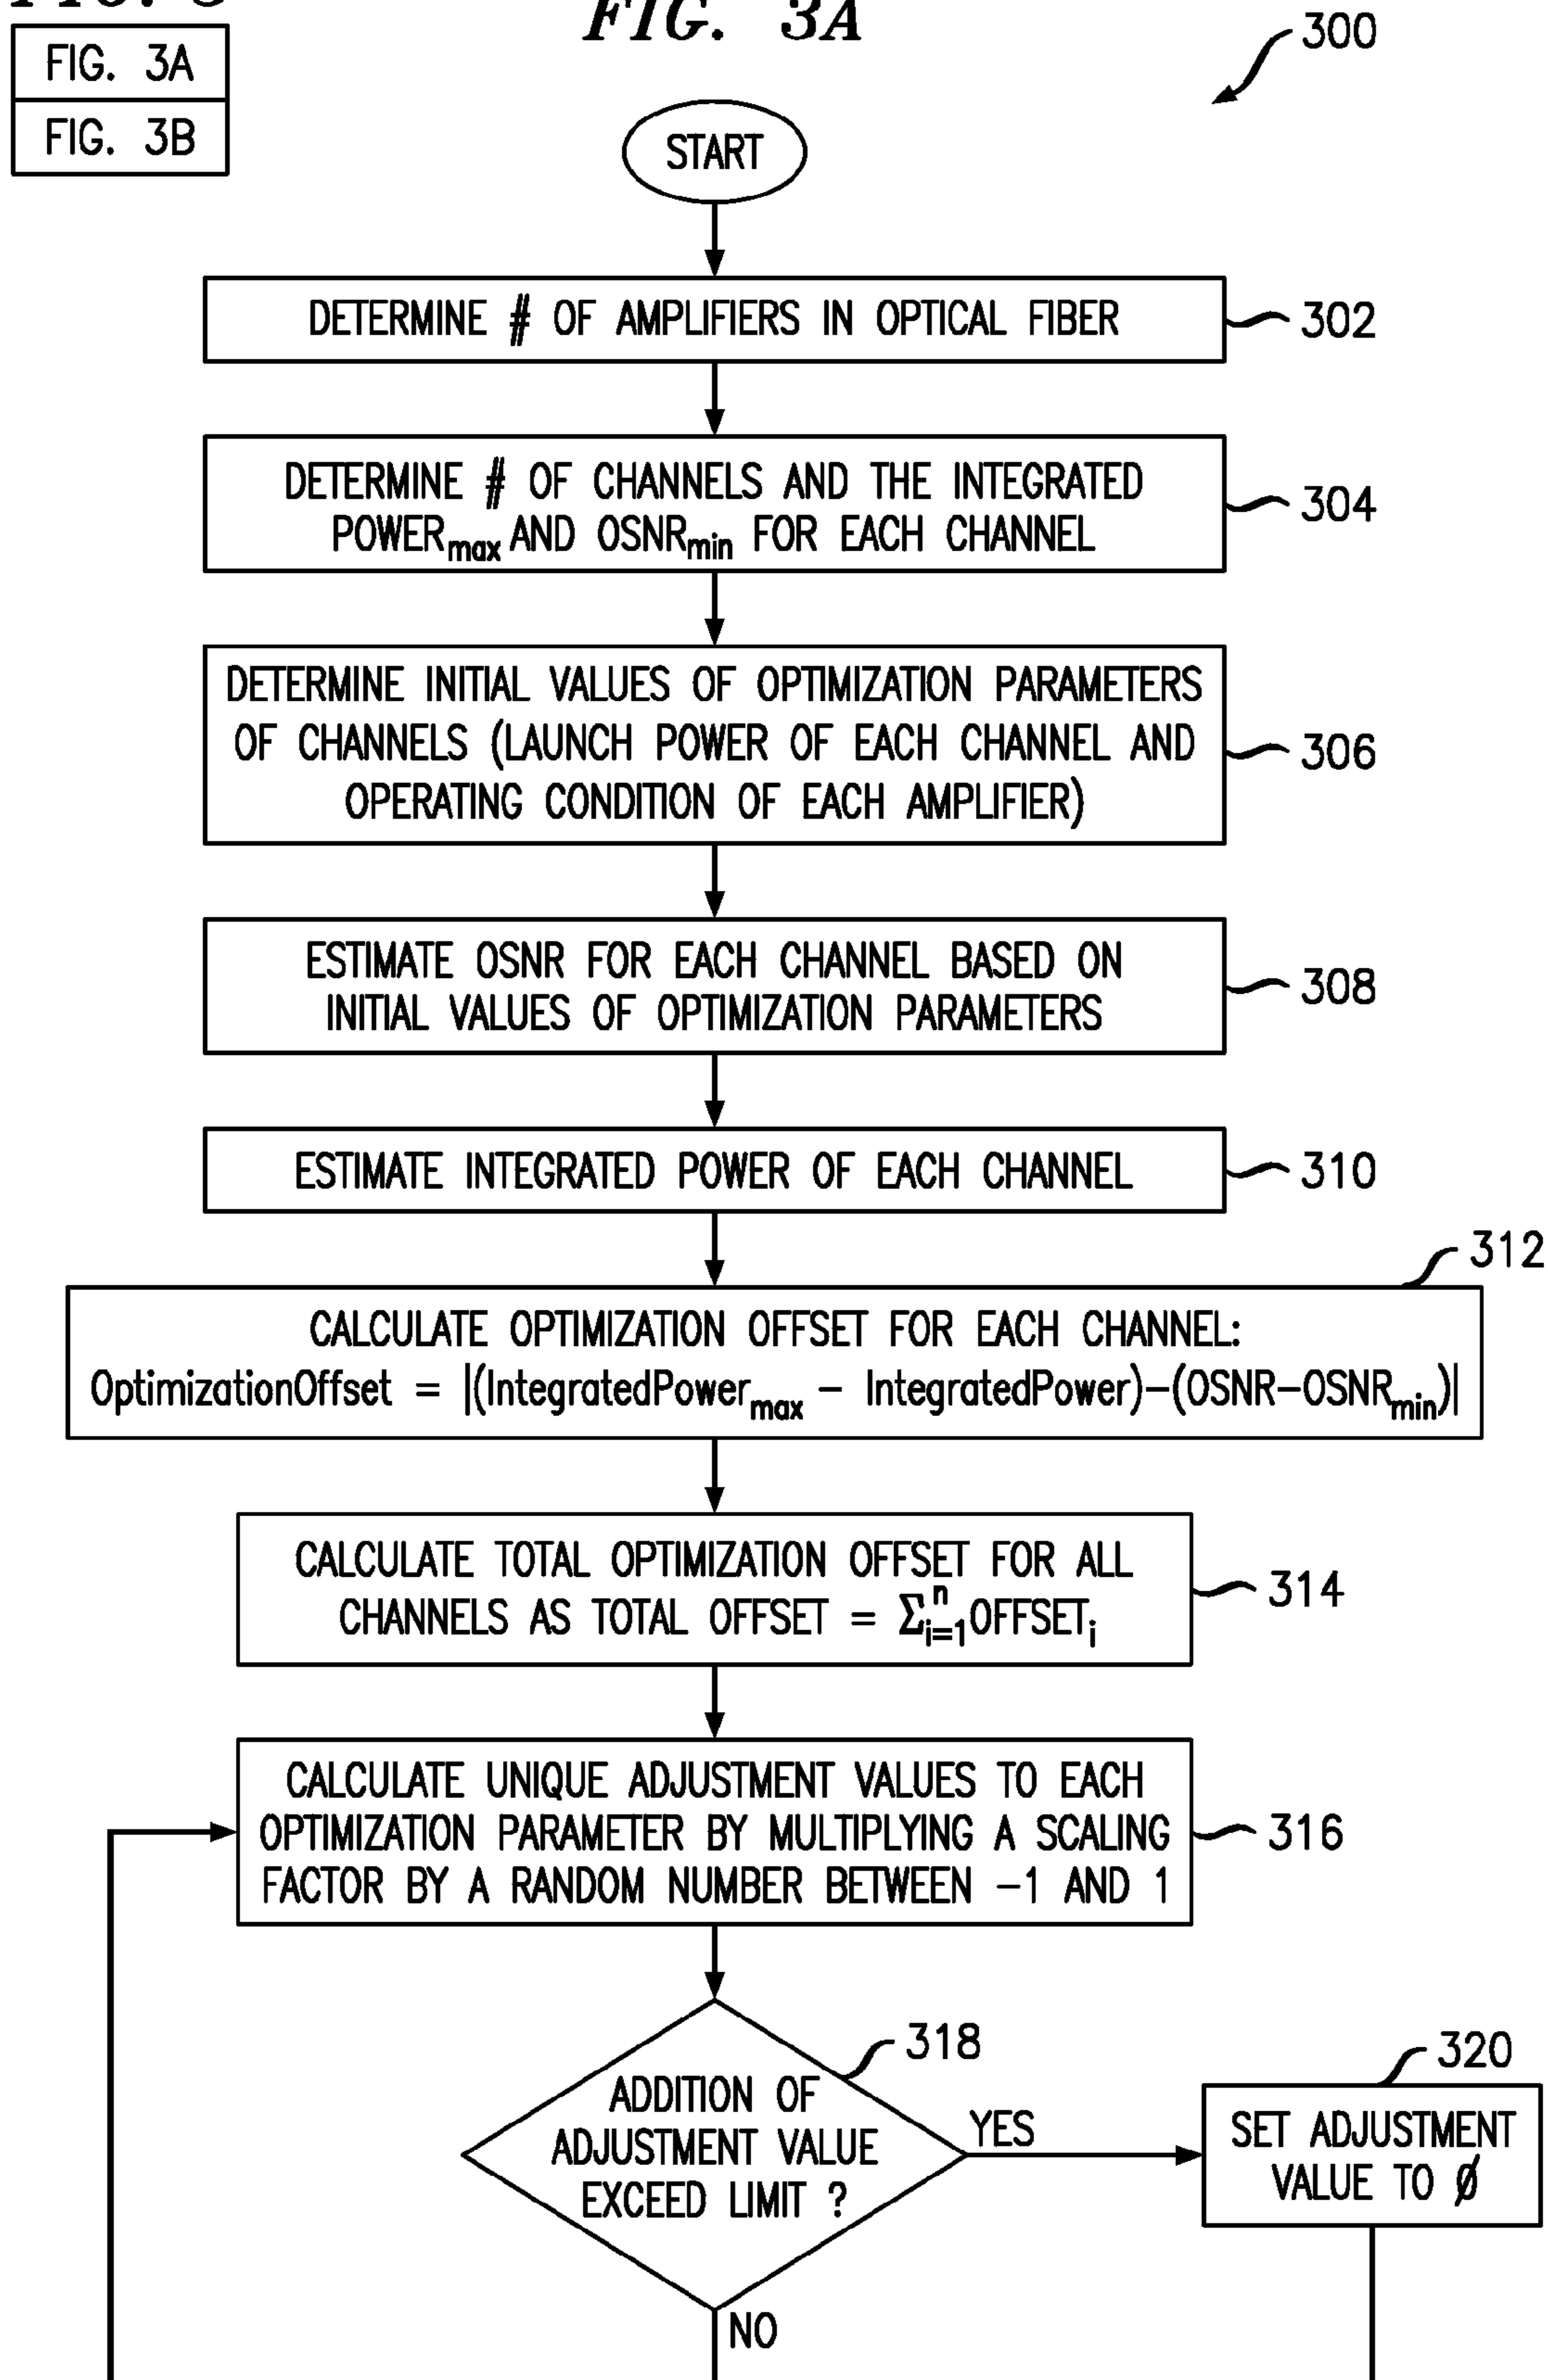 FIG. 3A
300
FIG. 3A
FIG. 3B
START
DETERMINE # OF AMPLIFIERS IN OPTICAL FIBER
302
DETERMINE # OF CHANNELS AND THE INTEGRATED
POWERmax AND OSNRmin FOR EACH CHANNEL
304
DETERMINE INITIAL VALUES OF OPTIMIZATION PARAMETERS
OF CHANNELS (LAUNCH POWER OF EACH CHANNEL AND
OPERATING CONDITION OF EACH AMPLIFIER)
306
ESTIMATE OSNR FOR EACH CHANNEL BASED ON
INITIAL VALUES OF OPTIMIZATION PARAMETERS
308
ESTIMATE INTEGRATED POWER OF EACH CHANNEL
310
312
CALCULATE OPTIMIZATION OFFSET FOR EACH CHANNEL:
OptimizationOffset = |(IntegratedPowermax - IntegratedPower)-(OSNR-OSNRmin)|
CALCULATE TOTAL OPTIMIZATION OFFSET FOR ALL
CHANNELS AS TOTAL OFFSET = Σi=1nOFFSETi
314
CALCULATE UNIQUE ADJUSTMENT VALUES TO EACH
OPTIMIZATION PARAMETER BY MULTIPLYING A SCALING
FACTOR BY A RANDOM NUMBER BETWEEN -1 AND 1
316
318
ADDITION OF
ADJUSTMENT VALUE
EXCEED LIMIT ?
YES
320
SET ADJUSTMENT
VALUE TO Ø
NO